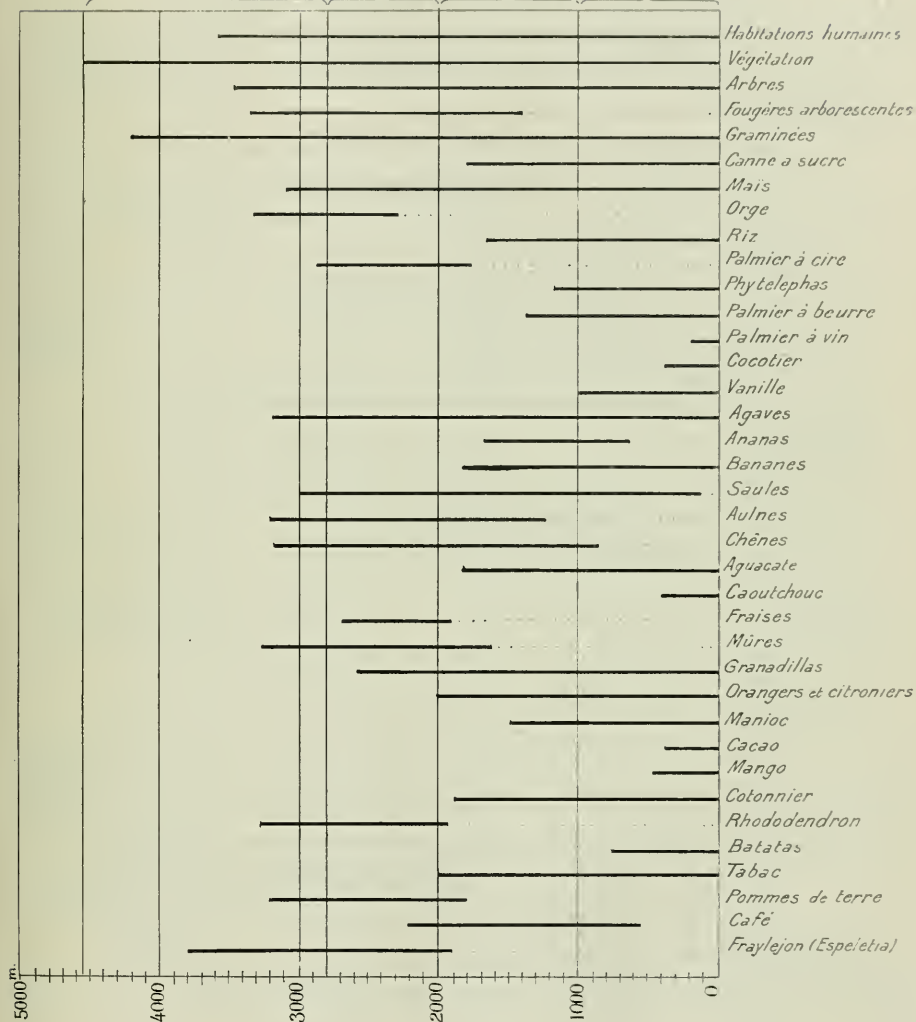 Habitations humaines
Végétation
Arbres
Fougères arborescentes
Graminées
Canne a sucre
Maïs
Orge
Riz
Palmier à cire
Phytelephas
Palmier à beurre
Palmier à vin
Cocotier
Vanille
Agaves
Ananas
Bananes
Saules
Aulnes
Chênes
Aguacate
Caoutchouc
Fraises
Mûres
Granadillas
Orangers et citroniers
Manioc
Cacao
Mango
Cotonnier
Rhododendron
Batatas
Tabac
Pommes de terre
Café
Fraylejon (Espeletia)
5000 m. 4000 3000 2000 1000 0